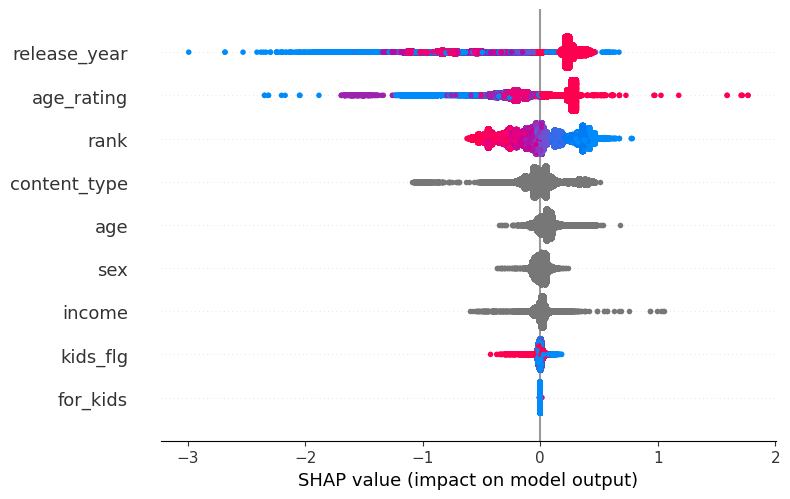 release_year
age_rating
rank
content_type
age
sex
income
kids_flg
for_kids
−3 −2 −1 0 1 2
SHAP value (impact on model output)